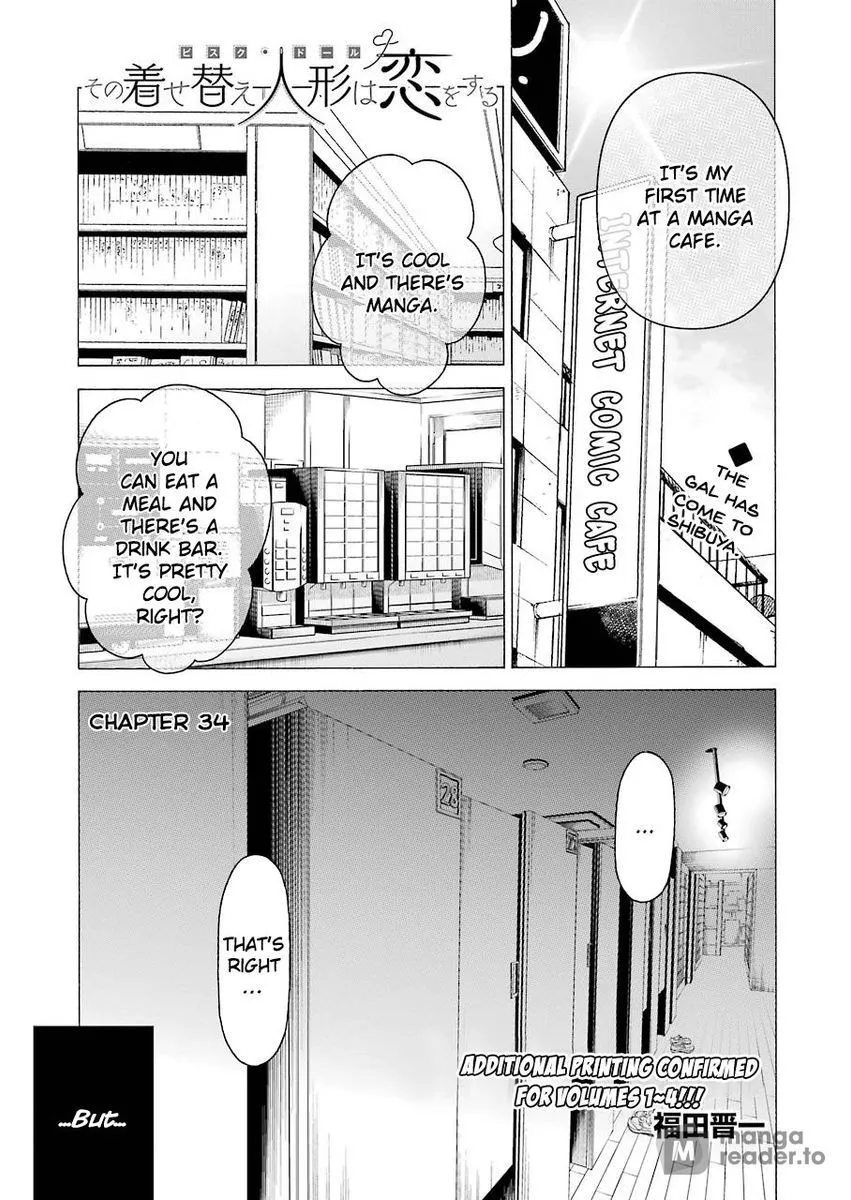 ビスク・ドール
その着せ替え人形は恋をする
IT'S MY
FIRST TIME
AT A MANGA
CAFE.
INTERNET COMIC CAFE
THE
GAL HAS
COME TO
SHIBUYA.
IT'S COOL
AND THERE'S
MANGA.
YOU
CAN EAT A
MEAL AND
THERE'S A
DRINK BAR.
IT'S PRETTY
COOL,
RIGHT?
CHAPTER 34
28
...
THAT'S
RIGHT
...
ADDITIONAL PRINTING CONFIRMED
FOR VOLUMES 1~4!!!
福田晋一
...But...
M manga
reader.to